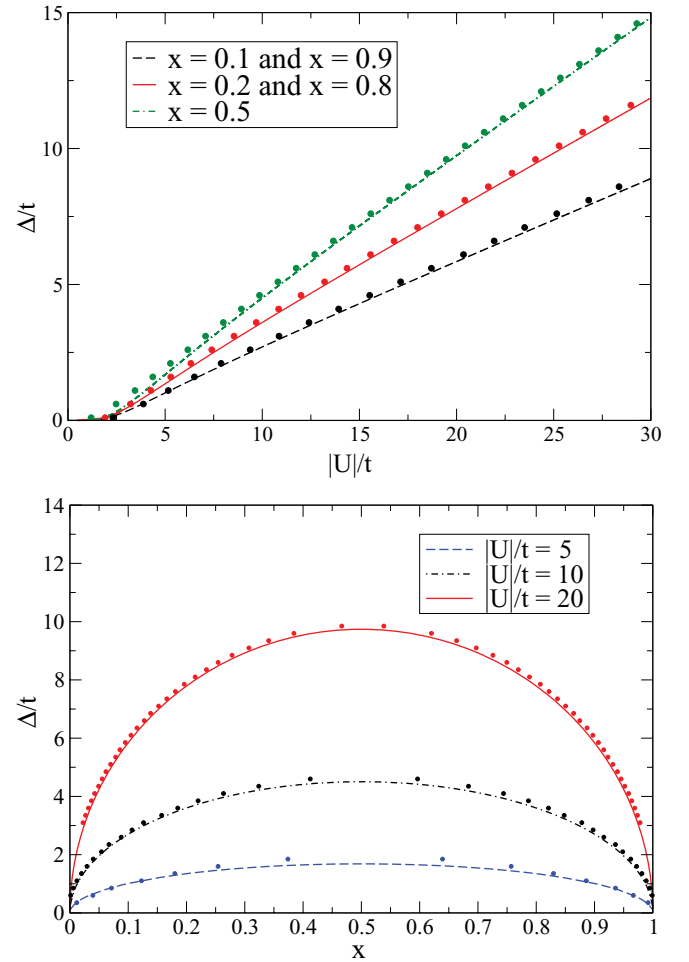 15
x = 0.1 and x = 0.9
x = 0.2 and x = 0.8
x = 0.5
10
Δ/t
5
0
0 5 10 15 20 25 30
|U|/t
14
|U|/t = 5
|U|/t = 10
|U|/t = 20
12
10
8
Δ/t
6
4
2
0
0 0.1 0.2 0.3 0.4 0.5 0.6 0.7 0.8 0.9 1
x